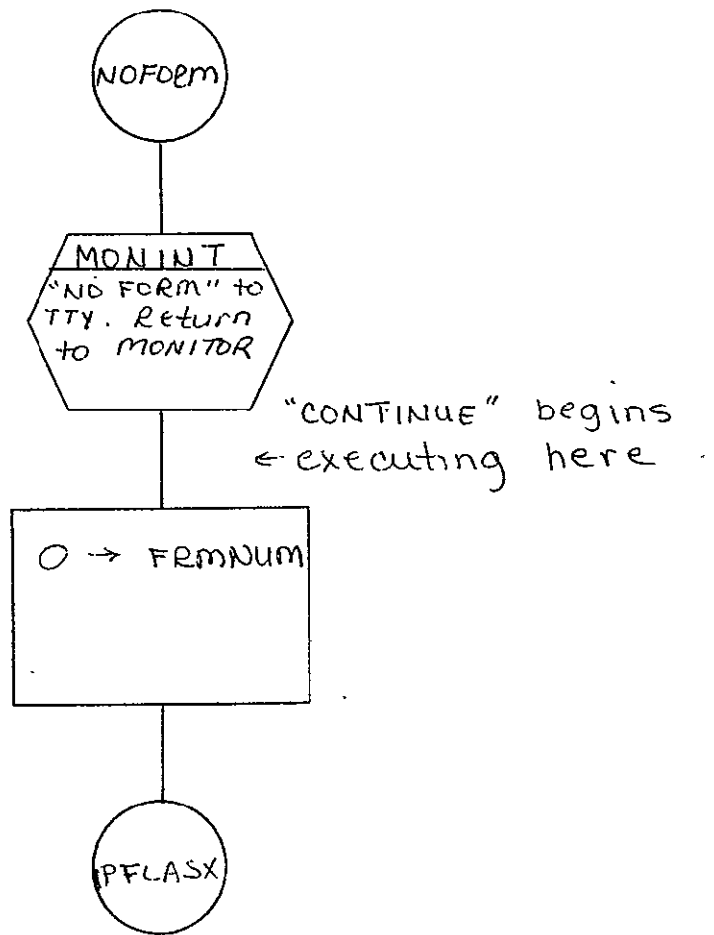 NOFORM
MONINT
"NO FORM" to
TTY. Return
to MONITOR
"CONTINUE" begins
← executing here
0 → FRMNUM
PFLASX